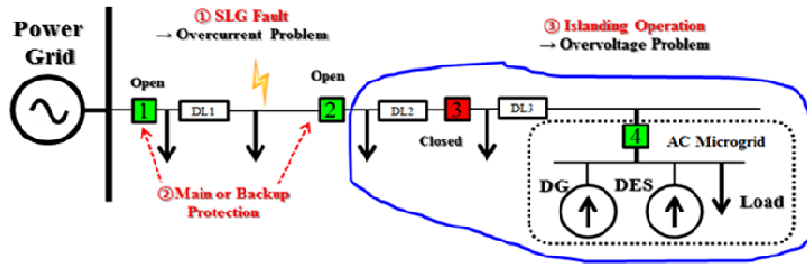 ① SLG Fault
→ Overcurrent Problem
③ Islanding Operation
→ Overvoltage Problem
Power
Grid
Open
Open
1
DL1
2
DL2
3
DL3
Closed
4
AC Microgrid
②Main or Backup
Protection
DG
DES
Load